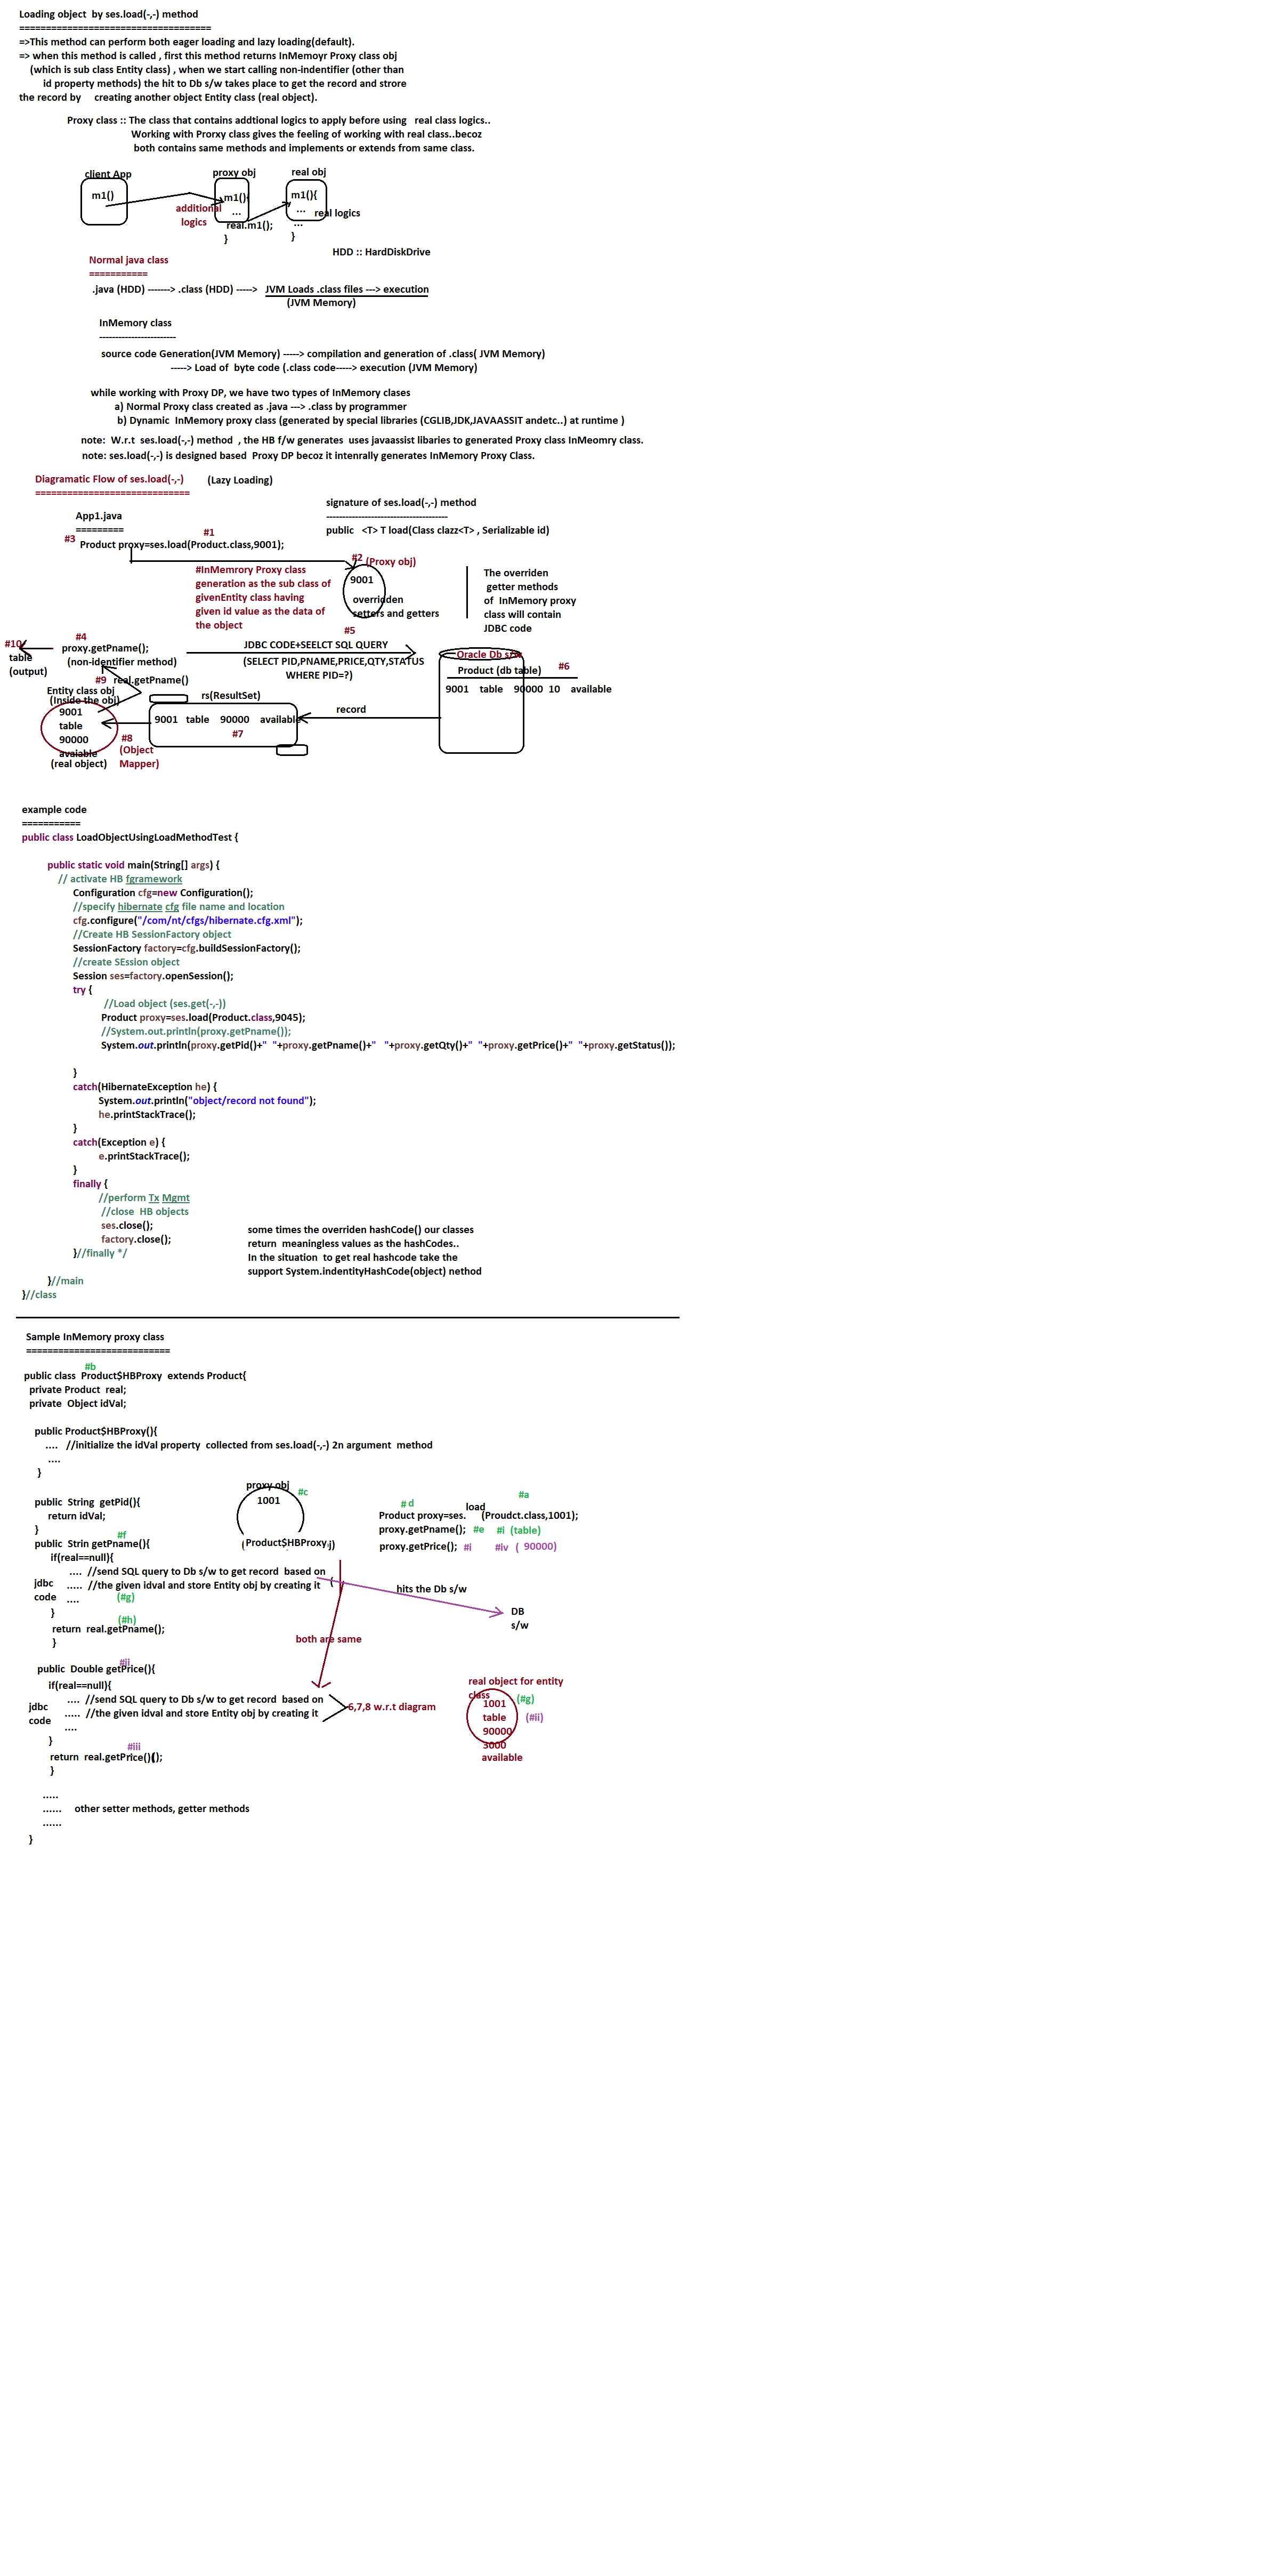 Loading object  by ses.load(-,-) method
====================================
=>This method can perform both eager loading and lazy loading(default).
=> when this method is called , first this method returns InMemoyr Proxy class obj
(which is sub class Entity class) , when we start calling non-indentifier (other than
id property methods) the hit to Db s/w takes place to get the record and strore
the record by     creating another object Entity class (real object).
Proxy class :: The class that contains addtional logics to apply before using   real class logics..
Working with Prorxy class gives the feeling of working with real class..becoz
both contains same methods and implements or extends from same class.
client App
proxy obj
real obj
m1()
m1(){
m1(){
additional
logics
...
...
real logics
real.m1();
...
}
}
HDD :: HardDiskDrive
Normal java class
===========
.java (HDD) -------> .class (HDD) ----->   JVM Loads .class files ---> execution
(JVM Memory)
InMemory class
------------------------
source code Generation(JVM Memory) -----> compilation and generation of .class( JVM Memory)
-----> Load of  byte code (.class code-----> execution (JVM Memory)
while working with Proxy DP, we have two types of InMemory clases
a) Normal Proxy class created as .java ---> .class by programmer
b) Dynamic  InMemory proxy class (generated by special libraries (CGLIB,JDK,JAVAASSIT andetc..) at runtime )
note:  W.r.t  ses.load(-,-) method  , the HB f/w generates  uses javaassist libaries to generated Proxy class InMeomry class.
note: ses.load(-,-) is designed based  Proxy DP becoz it intenrally generates InMemory Proxy Class.
Diagramatic Flow of ses.load(-,-)
(Lazy Loading)
=============================
signature of ses.load(-,-) method
--------------------------------------
public   <T> T load(Class clazz<T> , Serializable id)
App1.java
=========
#1
#3
Product proxy=ses.load(Product.class,9001);
#2
(Proxy obj)
#InMemrory Proxy class
generation as the sub class of
givenEntity class having
given id value as the data of
the object
9001
overridden
setters and getters
The overriden
getter methods
of  InMemory proxy
class will contain
JDBC code
#5
#4
#10
proxy.getPname();
(non-identifier method)
table
(output)
JDBC CODE+SEELCT SQL QUERY
(SELECT PID,PNAME,PRICE,QTY,STATUS
WHERE PID=?)
Oracle Db s/w
Product (db table)
#6
9001    table    90000  10    available
#9
real.getPname()
Entity class obj
(Inside the obj)
rs(ResultSet)
record
9001
table
90000
avaiable
(real object)
9001   table    90000    available
#7
#8
(Object
Mapper)
example code
===========
public class LoadObjectUsingLoadMethodTest {
public static void main(String[] args) {
// activate HB fgramework
Configuration cfg=new Configuration();
//specify hibernate cfg file name and location
cfg.configure("/com/nt/cfgs/hibernate.cfg.xml");
//Create HB SessionFactory object
SessionFactory factory=cfg.buildSessionFactory();
//create SEssion object
Session ses=factory.openSession();
try {
//Load object (ses.get(-,-))
Product proxy=ses.load(Product.class,9045);
//System.out.println(proxy.getPname());
System.out.println(proxy.getPid()+"  "+proxy.getPname()+"   "+proxy.getQty()+"  "+proxy.getPrice()+"  "+proxy.getStatus());
}
catch(HibernateException he) {
System.out.println("object/record not found");
he.printStackTrace();
}
catch(Exception e) {
e.printStackTrace();
}
finally {
//perform Tx Mgmt
//close  HB objects
ses.close();
factory.close();
}//finally */
some times the overriden hashCode() our classes
return  meaningless values as the hashCodes..
In the situation  to get real hashcode take the
support System.indentityHashCode(object) nethod
}//main
}//class
Sample InMemory proxy class
===========================
#b
public class  Product$HBProxy  extends Product{
private Product  real;
private  Object idVal;
public Product$HBProxy(){
....   //initialize the idVal property  collected from ses.load(-,-) 2n argument  method
....
}
proxy obj
1001
#c
(Product$HBProxy.j)
# d
load
#a
Product proxy=ses.     (Proudct.class,1001);
proxy.getPname();   #e    #i  (table)
proxy.getPrice();  #i    #iv  (  90000)
public  String  getPid(){
return idVal;
}
#f
public  Strin getPname(){
if(real==null){
....  //send SQL query to Db s/w to get record  based on
jdbc
code
.....  //the given idval and store Entity obj by creating it
{
....
(#g)
}
(#h)
return  real.getPname();
}
hits the Db s/w
DB
s/w
both are same
#ii
public  Double getPrice(){
if(real==null){
....  //send SQL query to Db s/w to get record  based on
jdbc
code
.....  //the given idval and store Entity obj by creating it
....
6,7,8 w.r.t diagram
}
#iii
return  real.getPrice()();
}
real object for entity
class
(#g)
1001
table
90000
3000
available
(#ii)
.....
......     other setter methods, getter methods
......
}